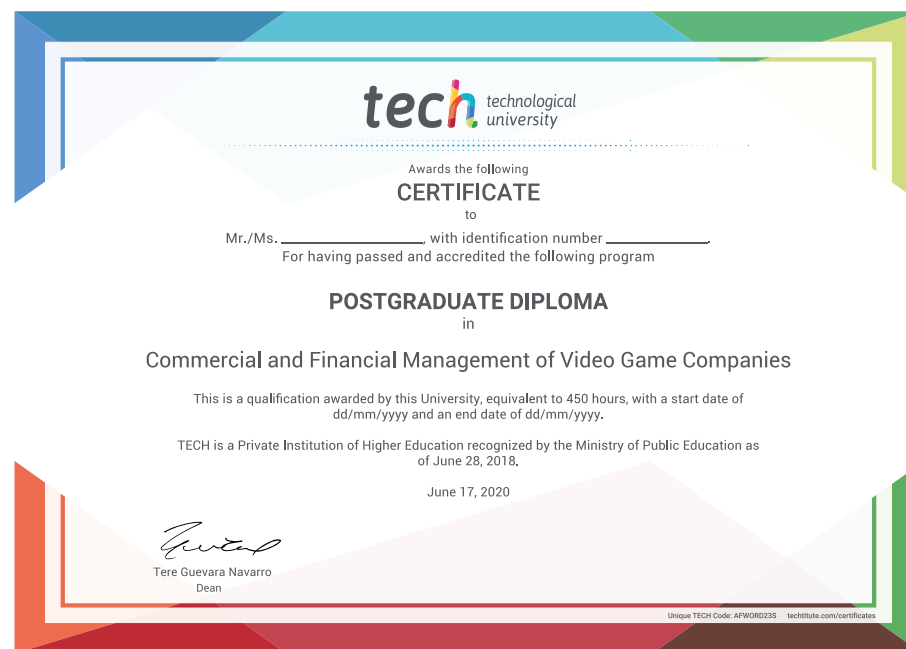 tech technological
university
Awards the following
CERTIFICATE
to
Mr./Ms. ____________, with identification number ____________.
For having passed and accredited the following program
POSTGRADUATE DIPLOMA
in
Commercial and Financial Management of Video Game Companies
This is a qualification awarded by this University, equivalent to 450 hours, with a start date of
dd/mm/yyyy and an end date of dd/mm/yyyy.
TECH is a Private Institution of Higher Education recognized by the Ministry of Public Education as
of June 28, 2018.
June 17, 2020
Tere Guevara Navarro
Dean
Unique TECH Code: AFWORD23S techtitute.com/certificates